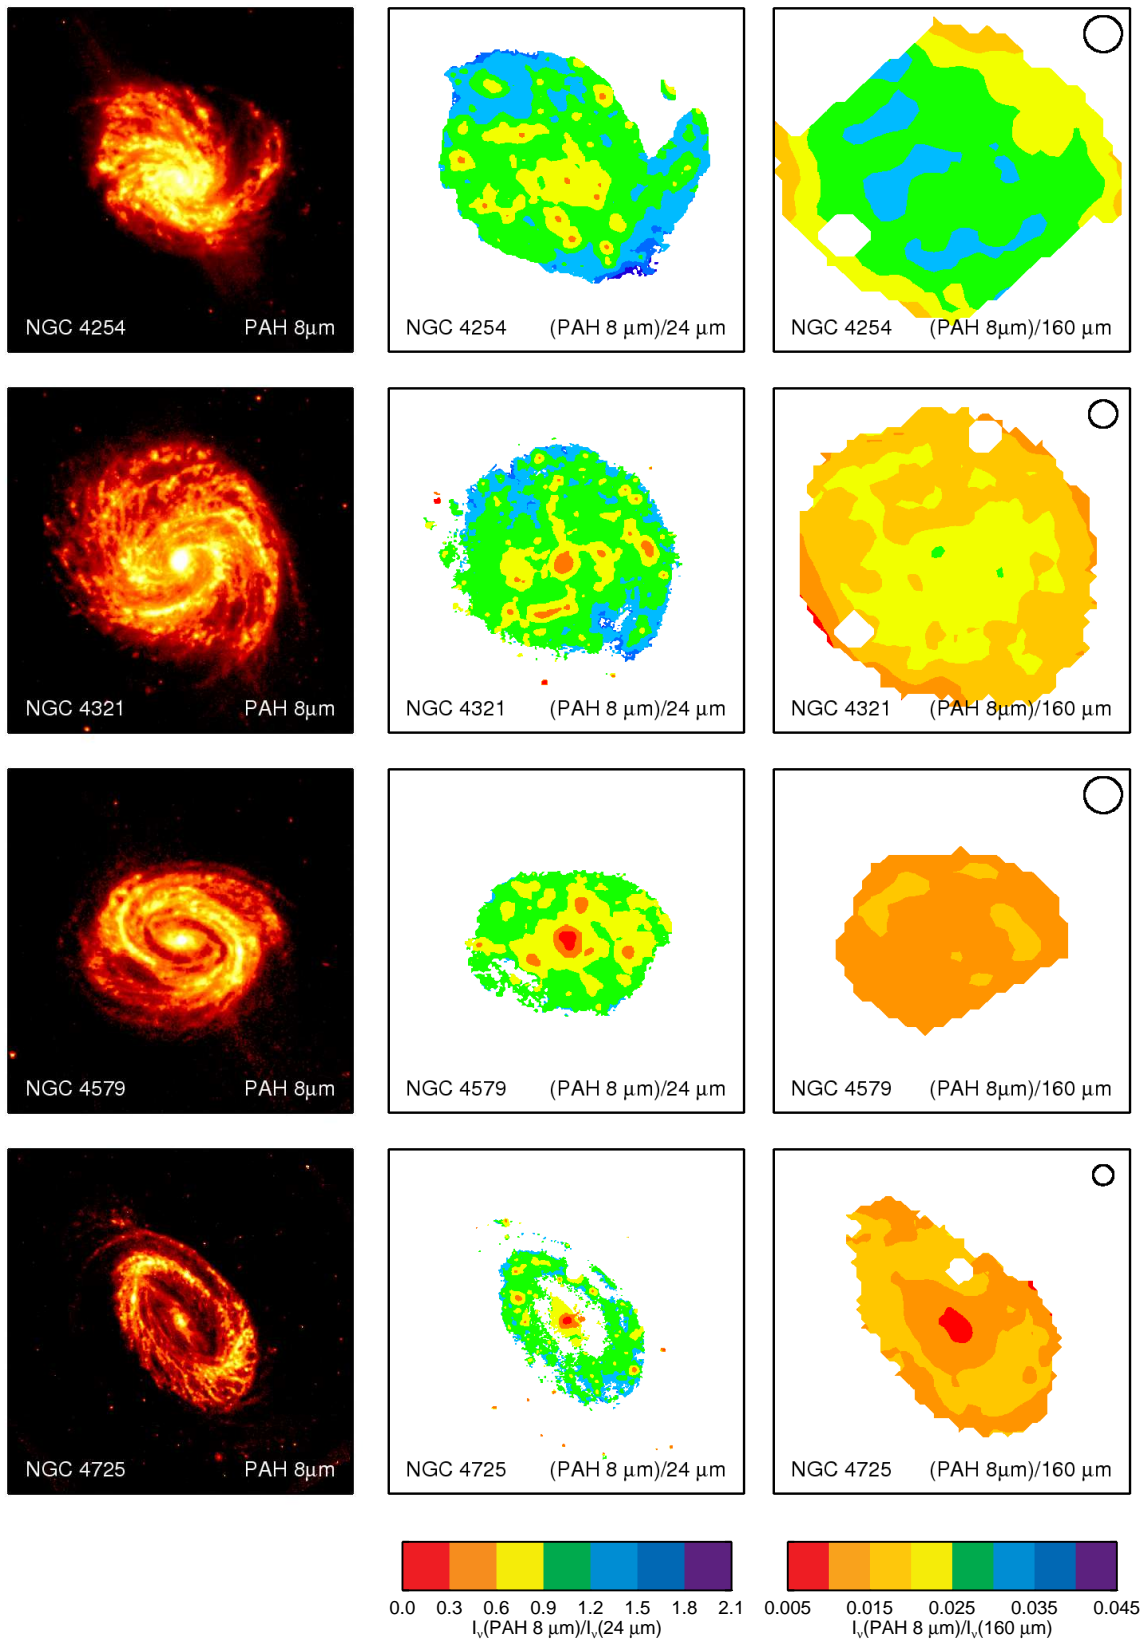 NGC 4254 PAH 8μm
NGC 4254 (PAH 8 μm)/24 μm
NGC 4254 (PAH 8μm)/160 μm
NGC 4321 PAH 8μm
NGC 4321 (PAH 8 μm)/24 μm
NGC 4321 (PAH 8μm)/160 μm
NGC 4579 PAH 8μm
NGC 4579 (PAH 8 μm)/24 μm
NGC 4579 (PAH 8μm)/160 μm
NGC 4725 PAH 8μm
NGC 4725 (PAH 8 μm)/24 μm
NGC 4725 (PAH 8μm)/160 μm
0.0 0.3 0.6 0.9 1.2 1.5 1.8 2.1
Iν(PAH 8 μm)/Iν(24 μm)
0.005 0.015 0.025 0.035 0.045
Iν(PAH 8 μm)/Iν(160 μm)